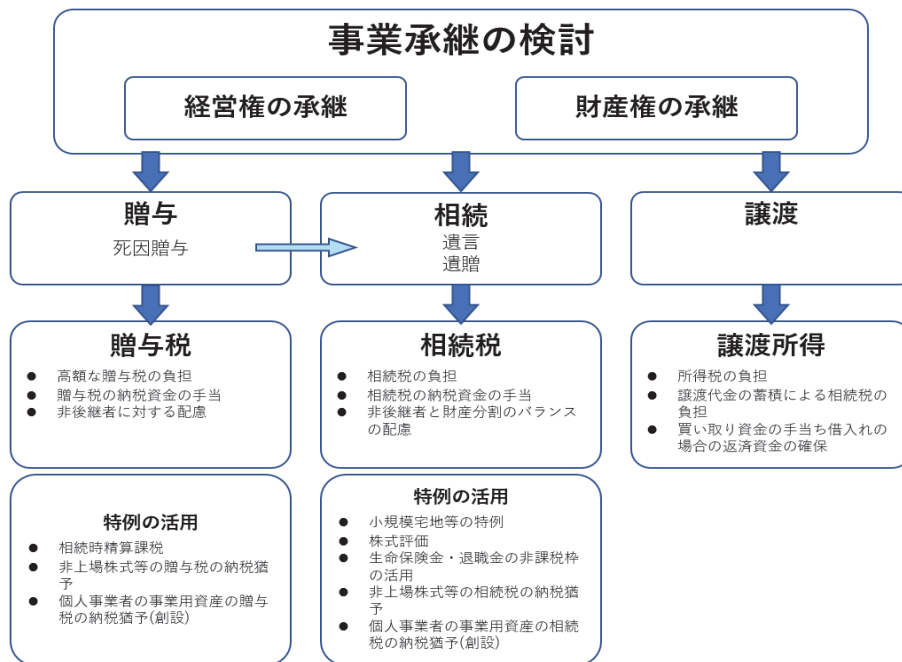 事業承継の検討
経営権の承継
財産権の承継
贈与
死因贈与
相続
遺言
遺贈
譲渡
贈与税
● 高額な贈与税の負担
● 贈与税の納税資金の手当
● 非後継者に対する配慮
相続税
● 相続税の負担
● 相続税の納税資金の手当
● 非後継者と財産分割のバランス
の配慮
譲渡所得
● 所得税の負担
● 譲渡代金の蓄積による相続税の
負担
● 買い取り資金の手当ち借入れの
場合の返済資金の確保
特例の活用
● 相続時精算課税
● 非上場株式等の贈与税の納税猶
予
● 個人事業者の事業用資産の贈与
税の納税猶予(創設)
特例の活用
● 小規模宅地等の特例
● 株式評価
● 生命保険金・退職金の非課税枠
の活用
● 非上場株式等の相続税の納税猶
予
● 個人事業者の事業用資産の相続
税の納税猶予(創設)